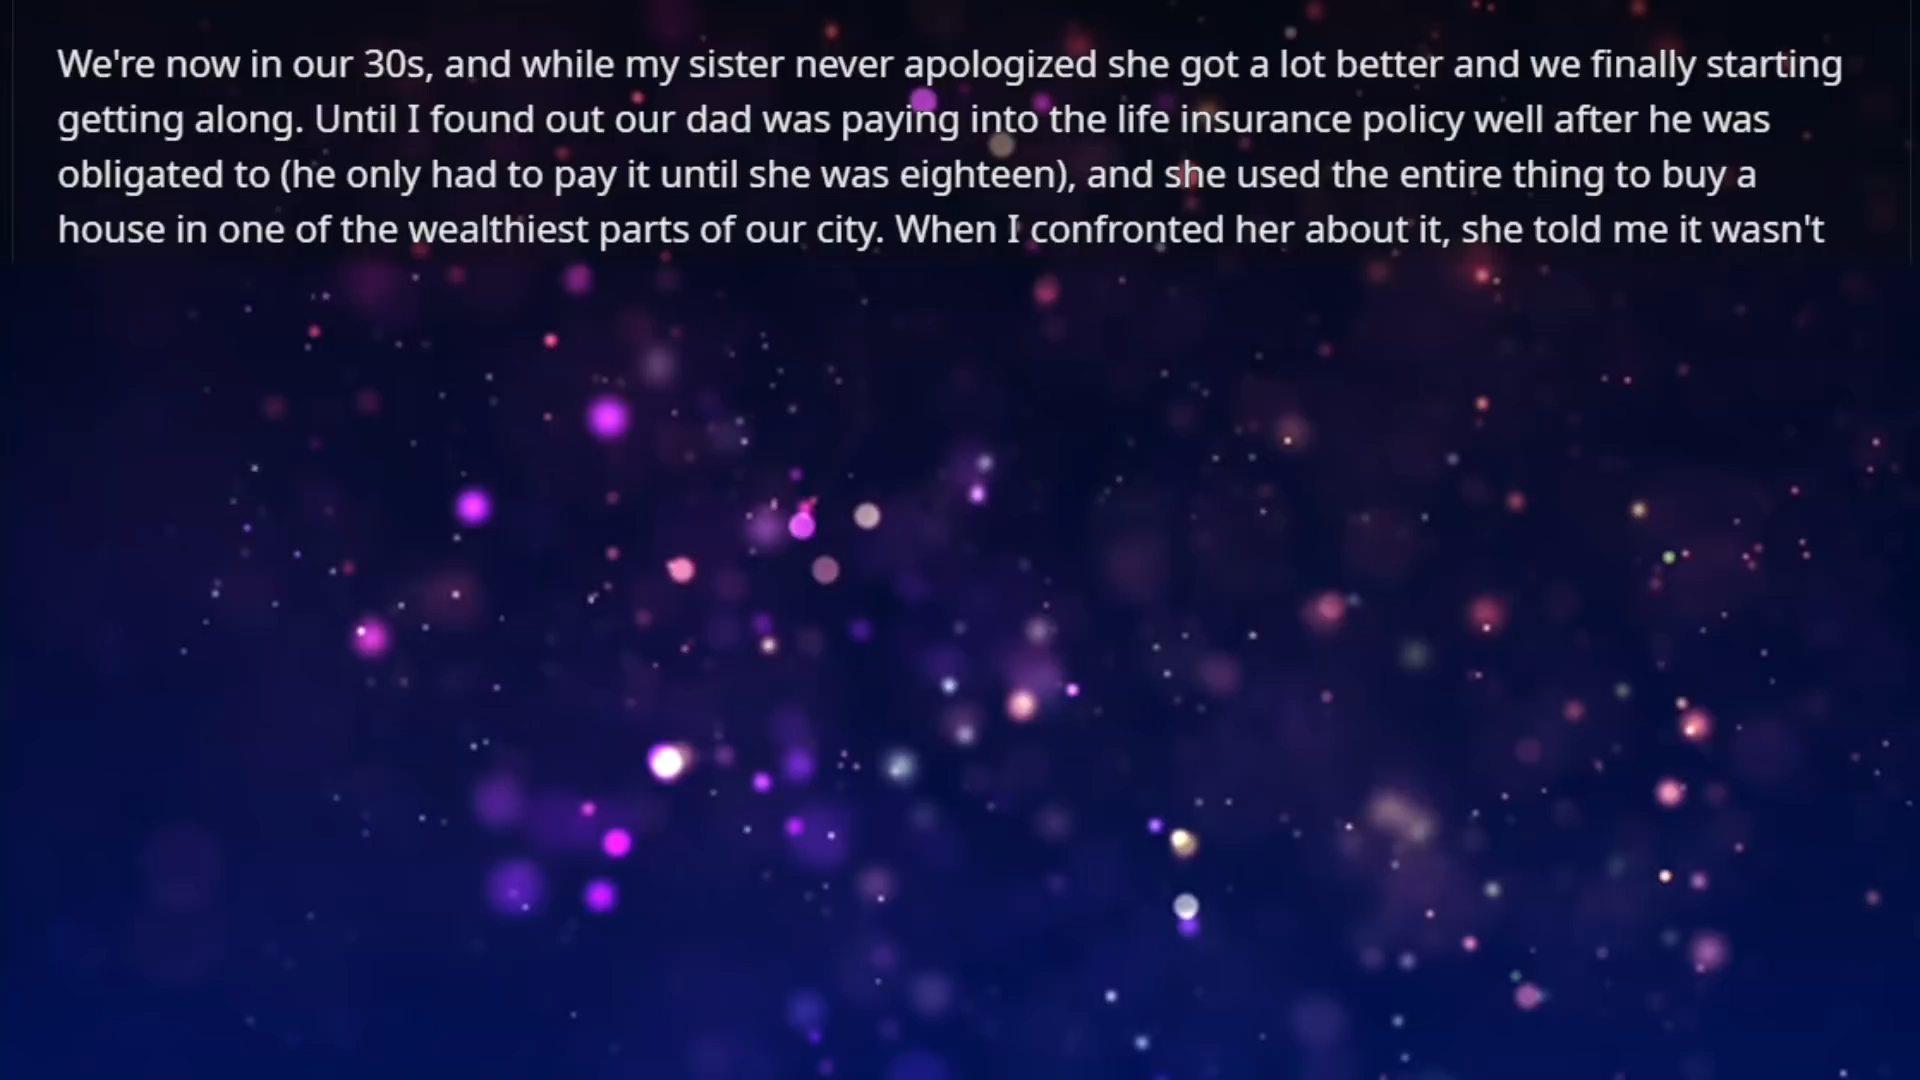 We're now in our 30s, and while my sister never apologized she got a lot better and we finally starting
getting along. Until I found out our dad was paying into the life insurance policy well after he was
obligated to (he only had to pay it until she was eighteen), and she used the entire thing to buy a
house in one of the wealthiest parts of our city. When I confronted her about it, she told me it wasn't